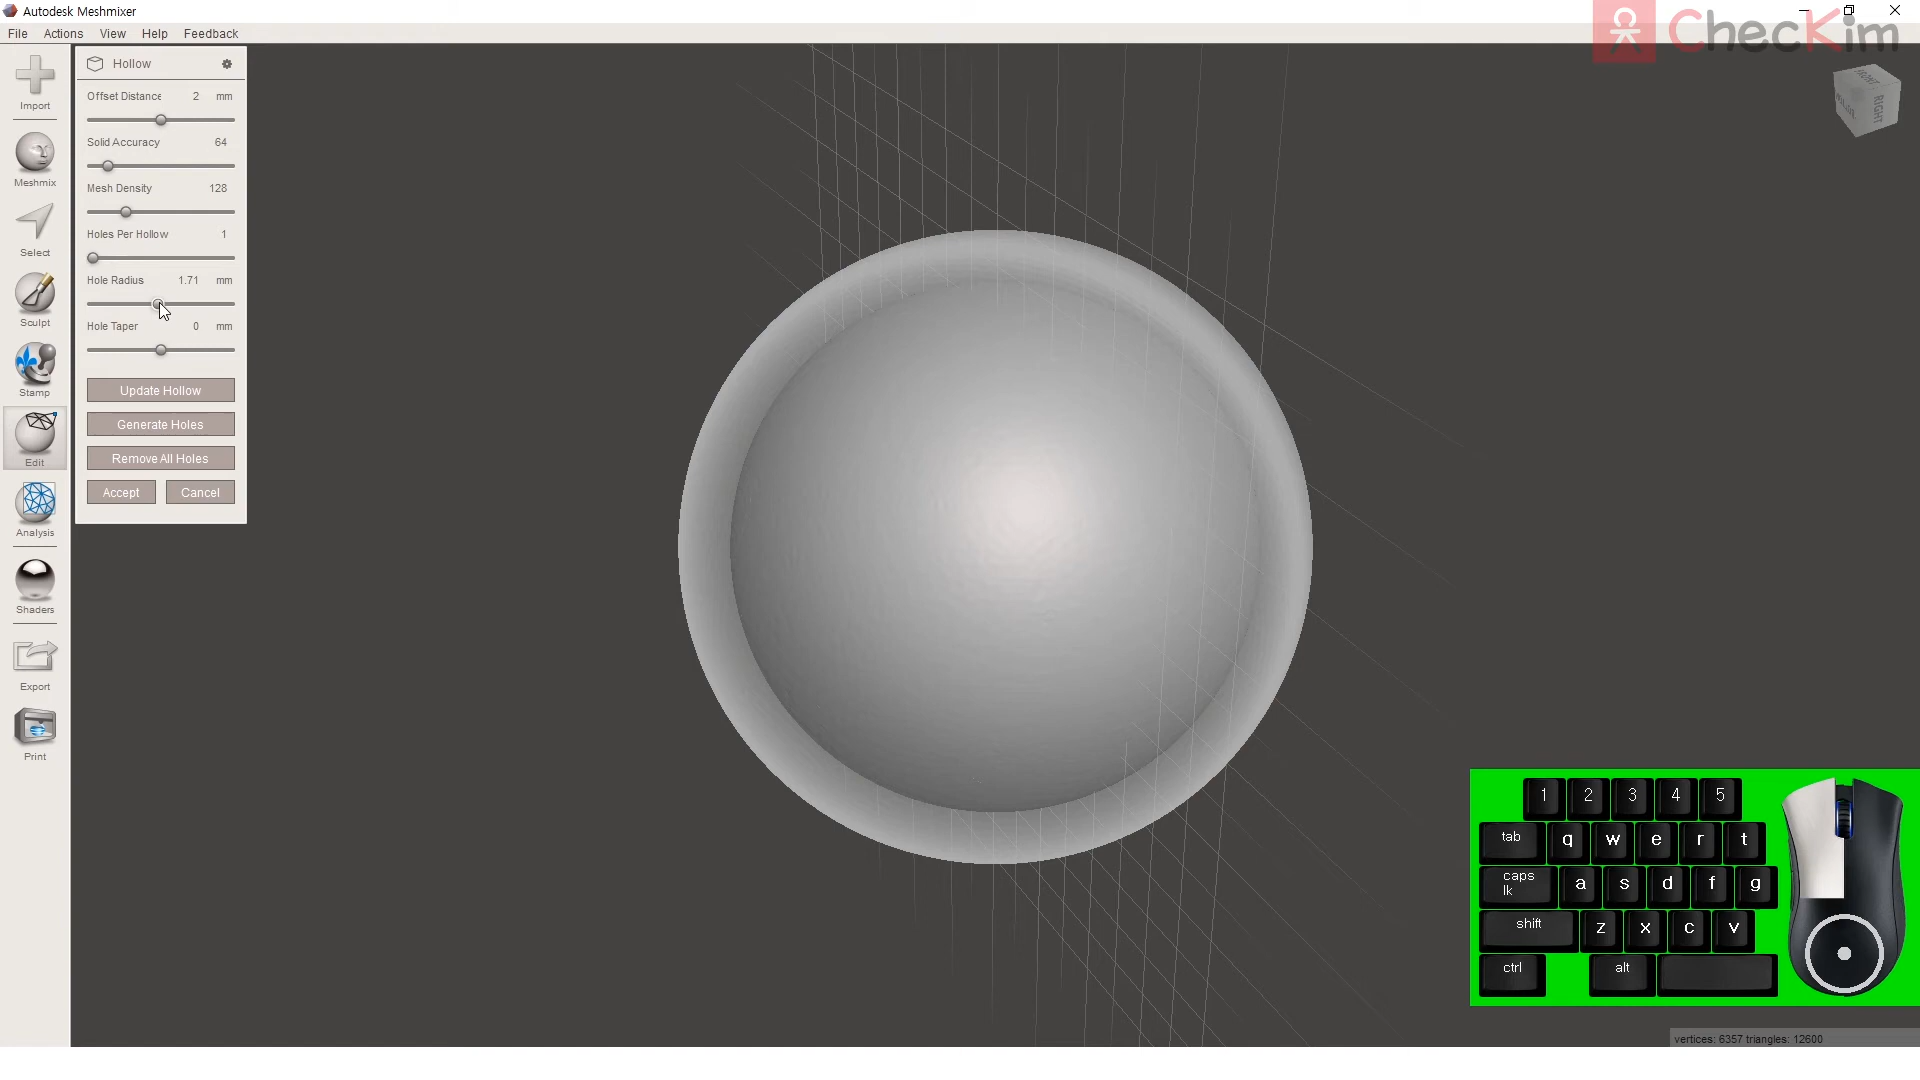 Autodesk Meshmixer
CHecKim
File Actions View Help Feedback
Import
Meshmix
Select
Sculpt
Stamp
Edit
Analysis
Shaders
Export
Print
Hollow
Offset Distance 2 mm
Solid Accuracy 64
Mesh Density 128
Holes Per Hollow 1
Hole Radius 1.71 mm
Hole Taper 0 mm
Update Hollow
Generate Holes
Remove All Holes
Accept Cancel
FRONT
RIGHT
1 2 3 4 5
tab q w e r t
caps lk a s d f g
shift z x c v
ctrl alt
vertices: 6357 triangles: 12600